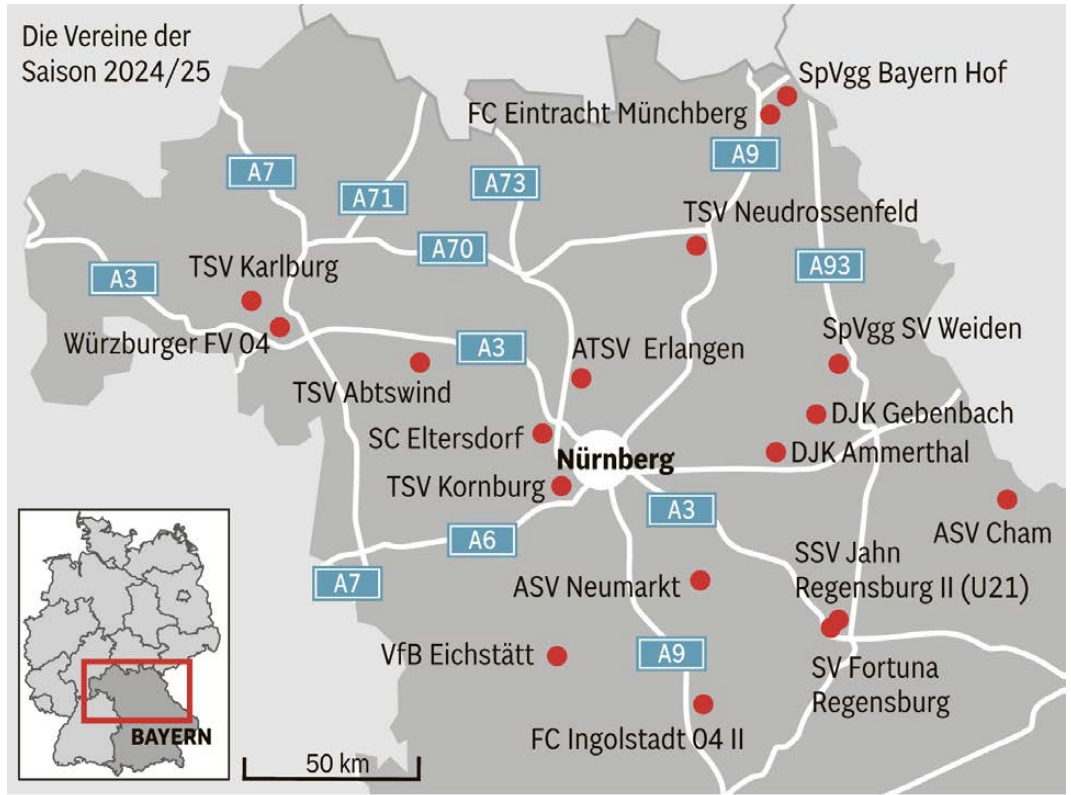 Die Vereine der
Saison 2024/25
SpVgg Bayern Hof
FC Eintracht Münchberg
A9
A7
A71
A73
TSV Neudrossenfeld
A70
A3
TSV Karlburg
A93
Würzburger FV 04
A3
ATSV Erlangen
SpVgg SV Weiden
TSV Abtswind
SC Eltersdorf
DJK Gebenbach
Nürnberg
DJK Ammerthal
TSV Kornburg
A3
A6
ASV Cham
SSV Jahn
Regensburg II (U21)
A7
ASV Neumarkt
VfB Eichstätt
A9
SV Fortuna
Regensburg
FC Ingolstadt 04 II
BAYERN
50 km